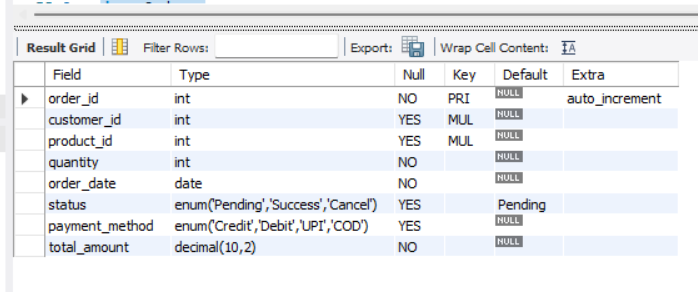 Result Grid Filter Rows: Export: Wrap Cell Content: IA
Field Type Null Key Default Extra
order_id int NO PRI NULL auto_increment
customer_id int YES MUL NULL
product_id int YES MUL NULL
quantity int NO NULL
order_date date NO NULL
status enum('Pending','Success','Cancel') YES Pending
payment_method enum('Credit','Debit','UPI','COD') YES NULL
total_amount decimal(10,2) NO NULL